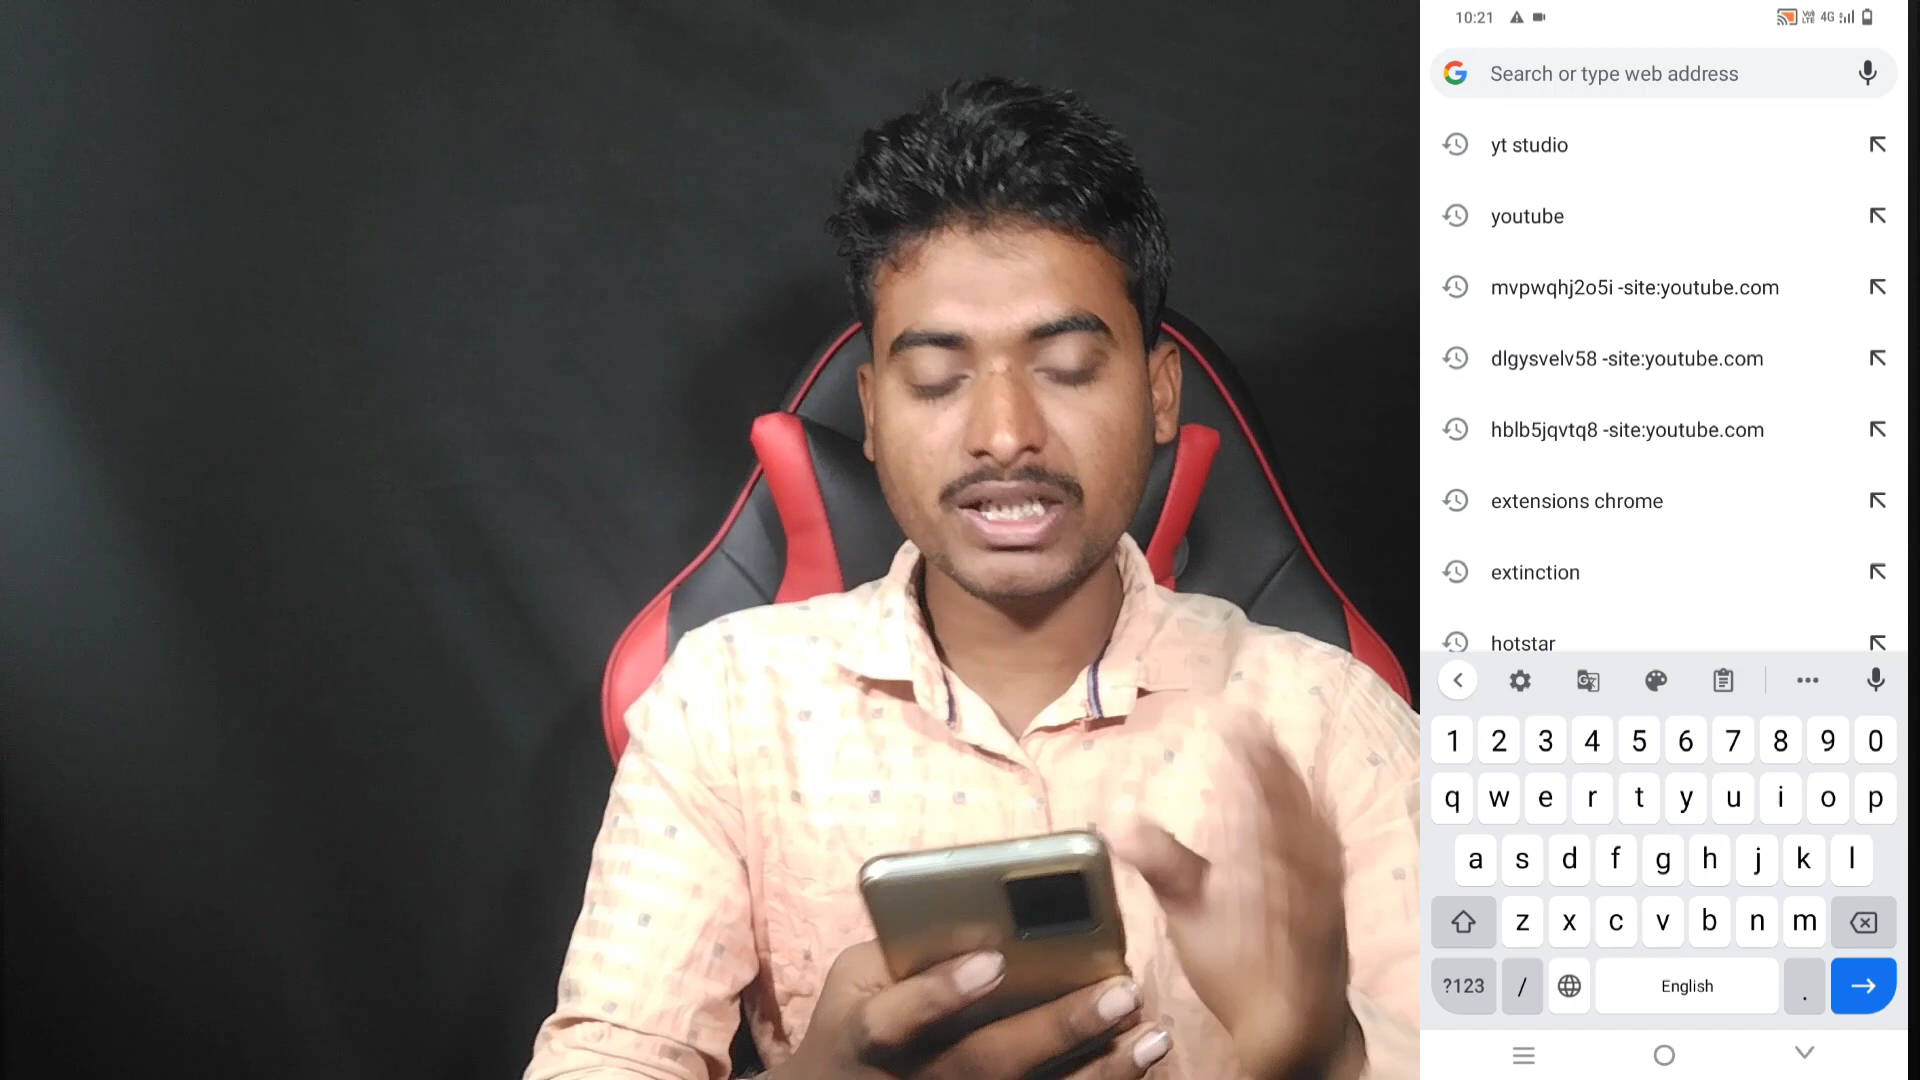 10:21 Vo LTE 4G
Search or type web address
yt studio
youtube
mvpwqhj2o5i -site:youtube.com
dlgysvelv58 -site:youtube.com
hblb5jqvtq8 -site:youtube.com
extensions chrome
extinction
hotstar
1 2 3 4 5 6 7 8 9 0
q w e r t y u i o p
a s d f g h j k l
z x c v b n m
?123 / English .